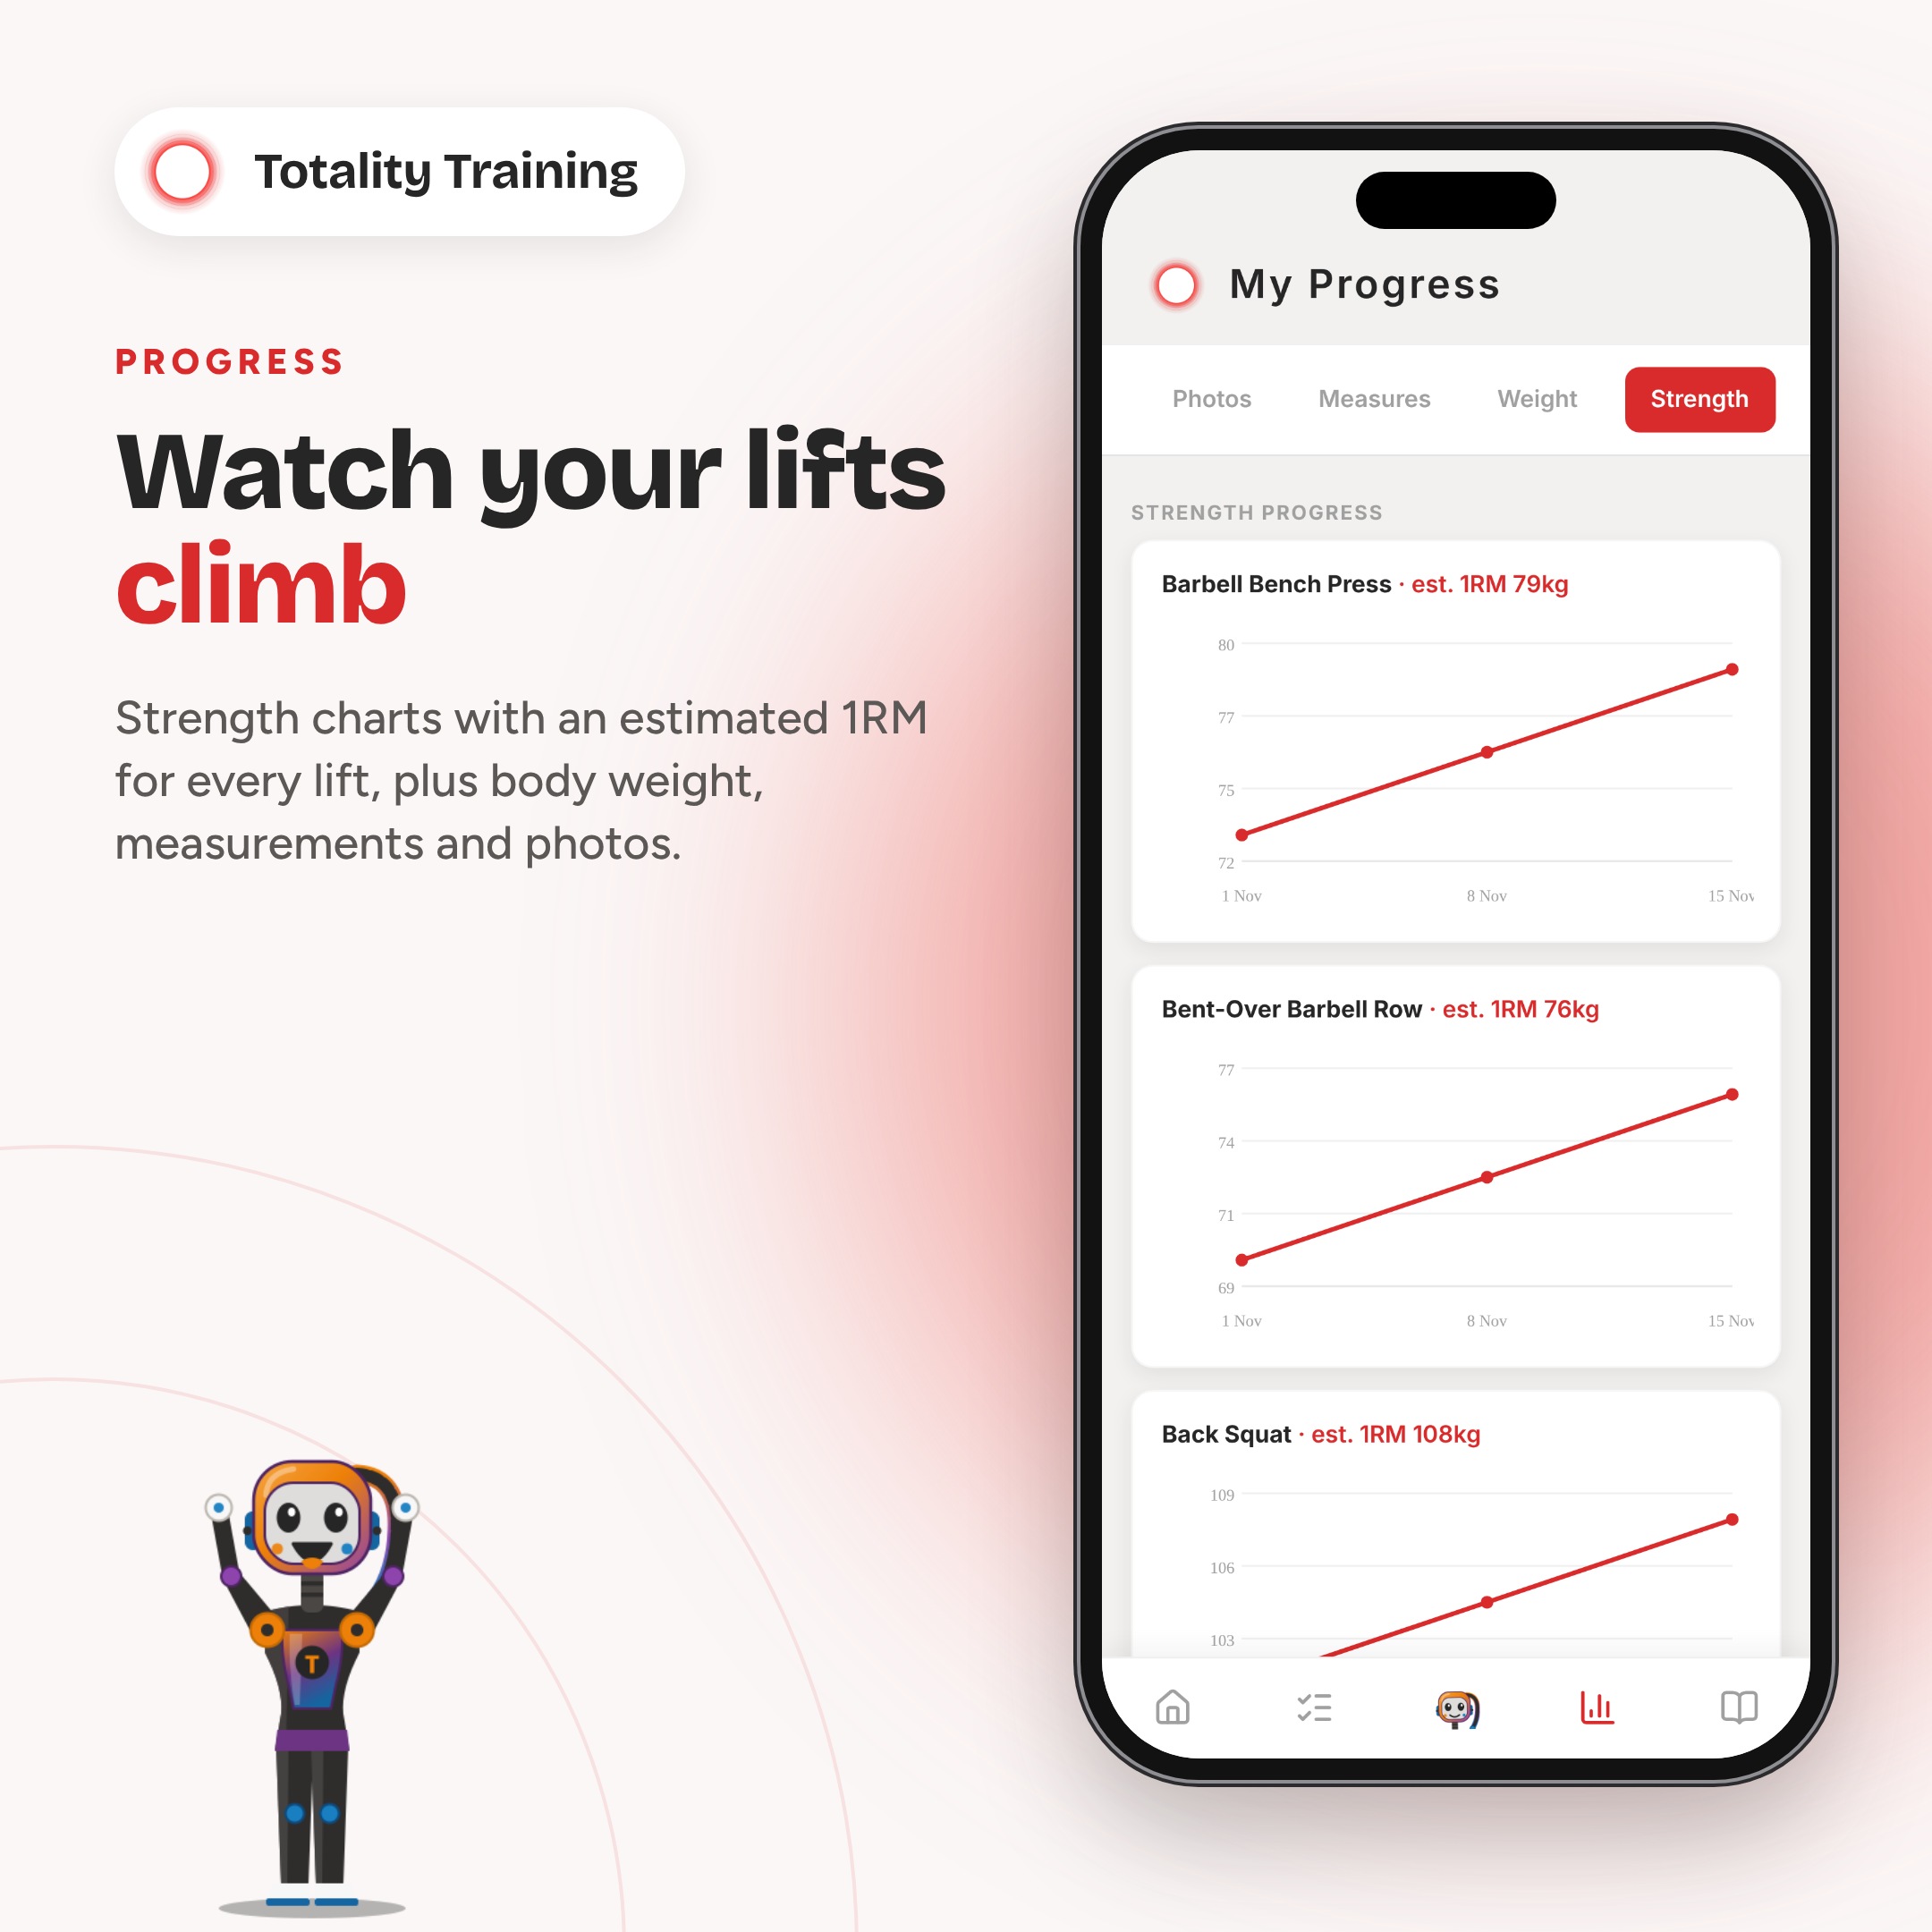 Totality Training
PROGRESS
Watch your lifts
climb
Strength charts with an estimated 1RM
for every lift, plus body weight,
measurements and photos.
My Progress
Photos Measures Weight Strength
STRENGTH PROGRESS
Barbell Bench Press · est. 1RM 79kg
80
77
75
72
1 Nov 8 Nov 15 Nov
Bent-Over Barbell Row · est. 1RM 76kg
77
74
71
69
1 Nov 8 Nov 15 Nov
Back Squat · est. 1RM 108kg
109
106
103
T